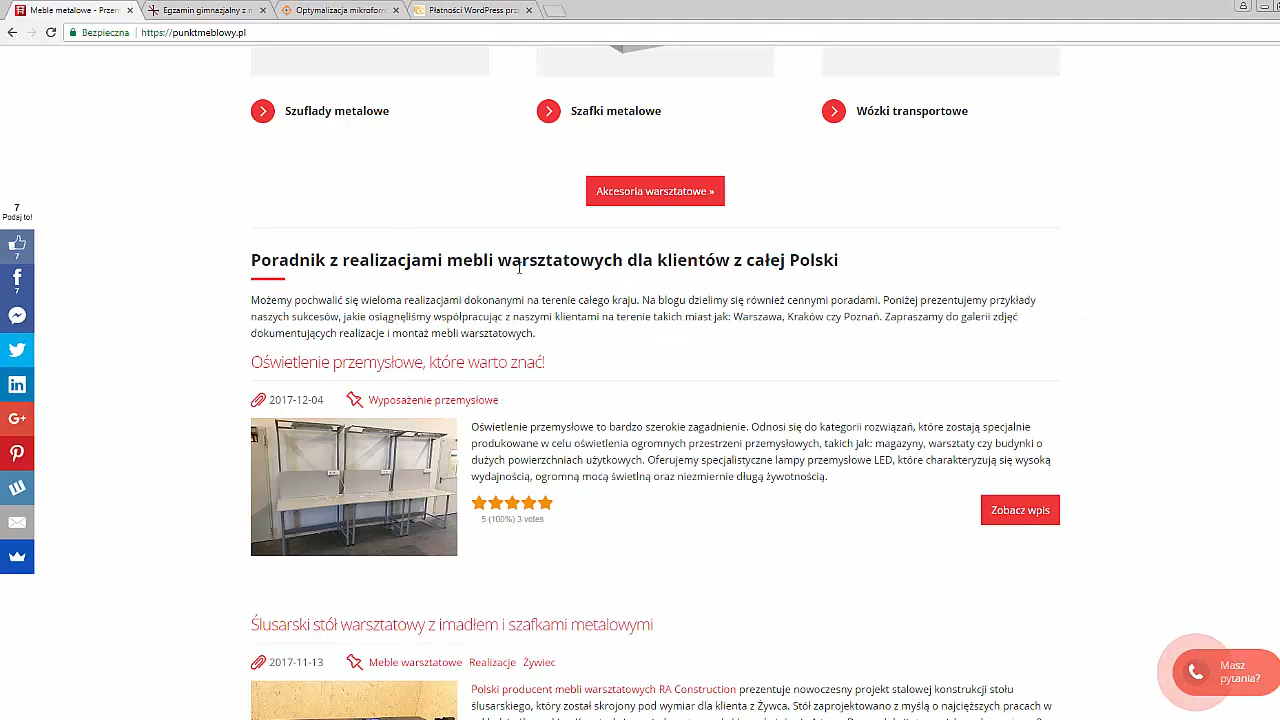 Meble metalowe - Przem
Egzamin gimnazjalny z m
Optymalizacja mikroform
Płatności WordPress prze
Bezpieczna
https://punktmeblowy.pl
Szuflady metalowe
Szafki metalowe
Wózki transportowe
Akcesoria warsztatowe »
7
Podaj to!
7
7
Poradnik z realizacjami mebli warsztatowych dla klientów z całej Polski
Możemy pochwalić się wieloma realizacjami dokonanymi na terenie całego kraju. Na blogu dzielimy się również cennymi poradami. Poniżej prezentujemy przykłady
naszych sukcesów, jakie osiągnęliśmy współpracując z naszymi klientami na terenie takich miast jak: Warszawa, Kraków czy Poznań. Zapraszamy do galerii zdjęć
dokumentujących realizacje i montaż mebli warsztatowych.
Oświetlenie przemysłowe, które warto znać!
2017-12-04
Wyposażenie przemysłowe
Oświetlenie przemysłowe to bardzo szerokie zagadnienie. Odnosi się do kategorii rozwiązań, które zostają specjalnie
produkowane w celu oświetlenia ogromnych przestrzeni przemysłowych, takich jak: magazyny, warsztaty czy budynki o
dużych powierzchniach użytkowych. Oferujemy specjalistyczne lampy przemysłowe LED, które charakteryzują się wysoką
wydajnością, ogromną mocą świetlną oraz niezmiernie długą żywotnością.
5 (100%) 3 votes
Zobacz wpis
Ślusarski stół warsztatowy z imadłem i szafkami metalowymi
2017-11-13
Meble warsztatowe Realizacje Żywiec
Polski producent mebli warsztatowych RA Construction prezentuje nowoczesny projekt stalowej konstrukcji stołu
ślusarskiego, który został skrojony pod wymiar dla klienta z Żywca. Stół zaprojektowano z myślą o najcięższych pracach w
Masz
pytania?